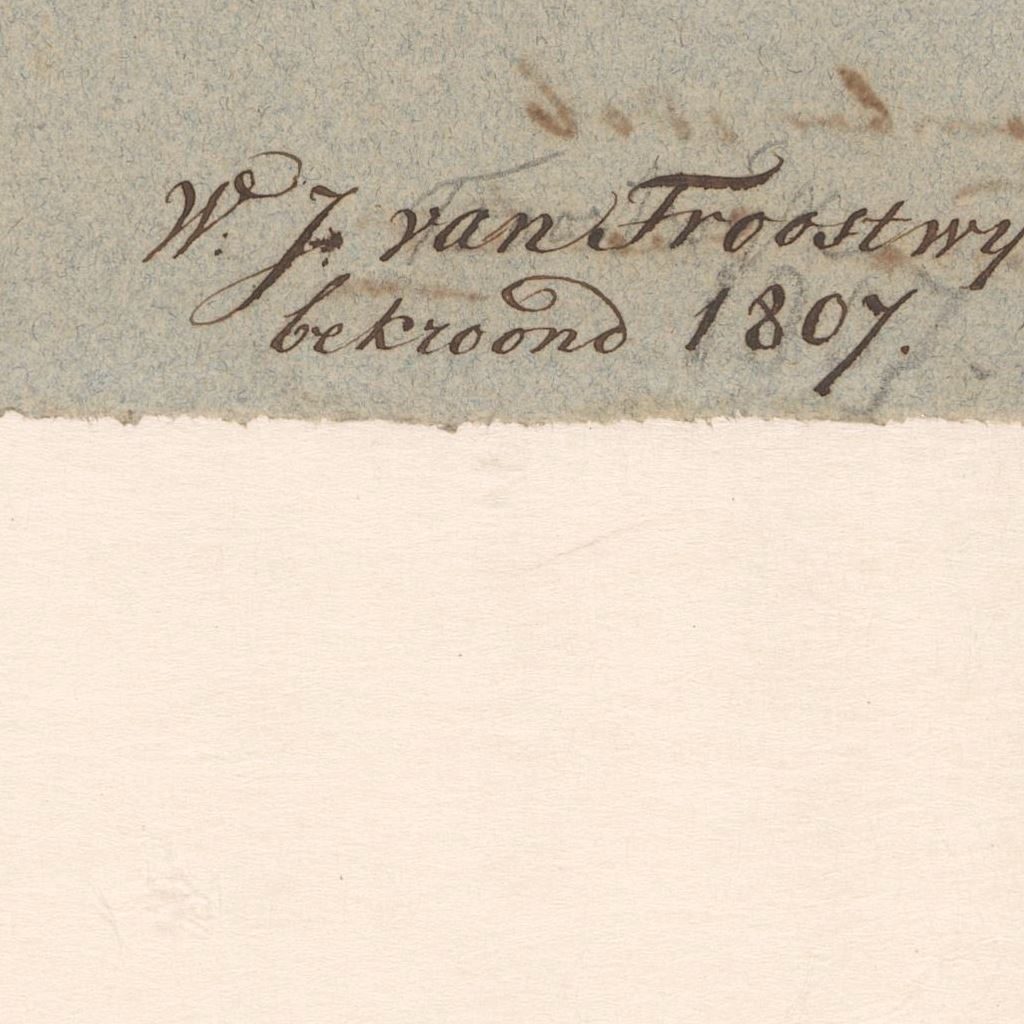 W: J. van Troostwy
bekroond 1807.